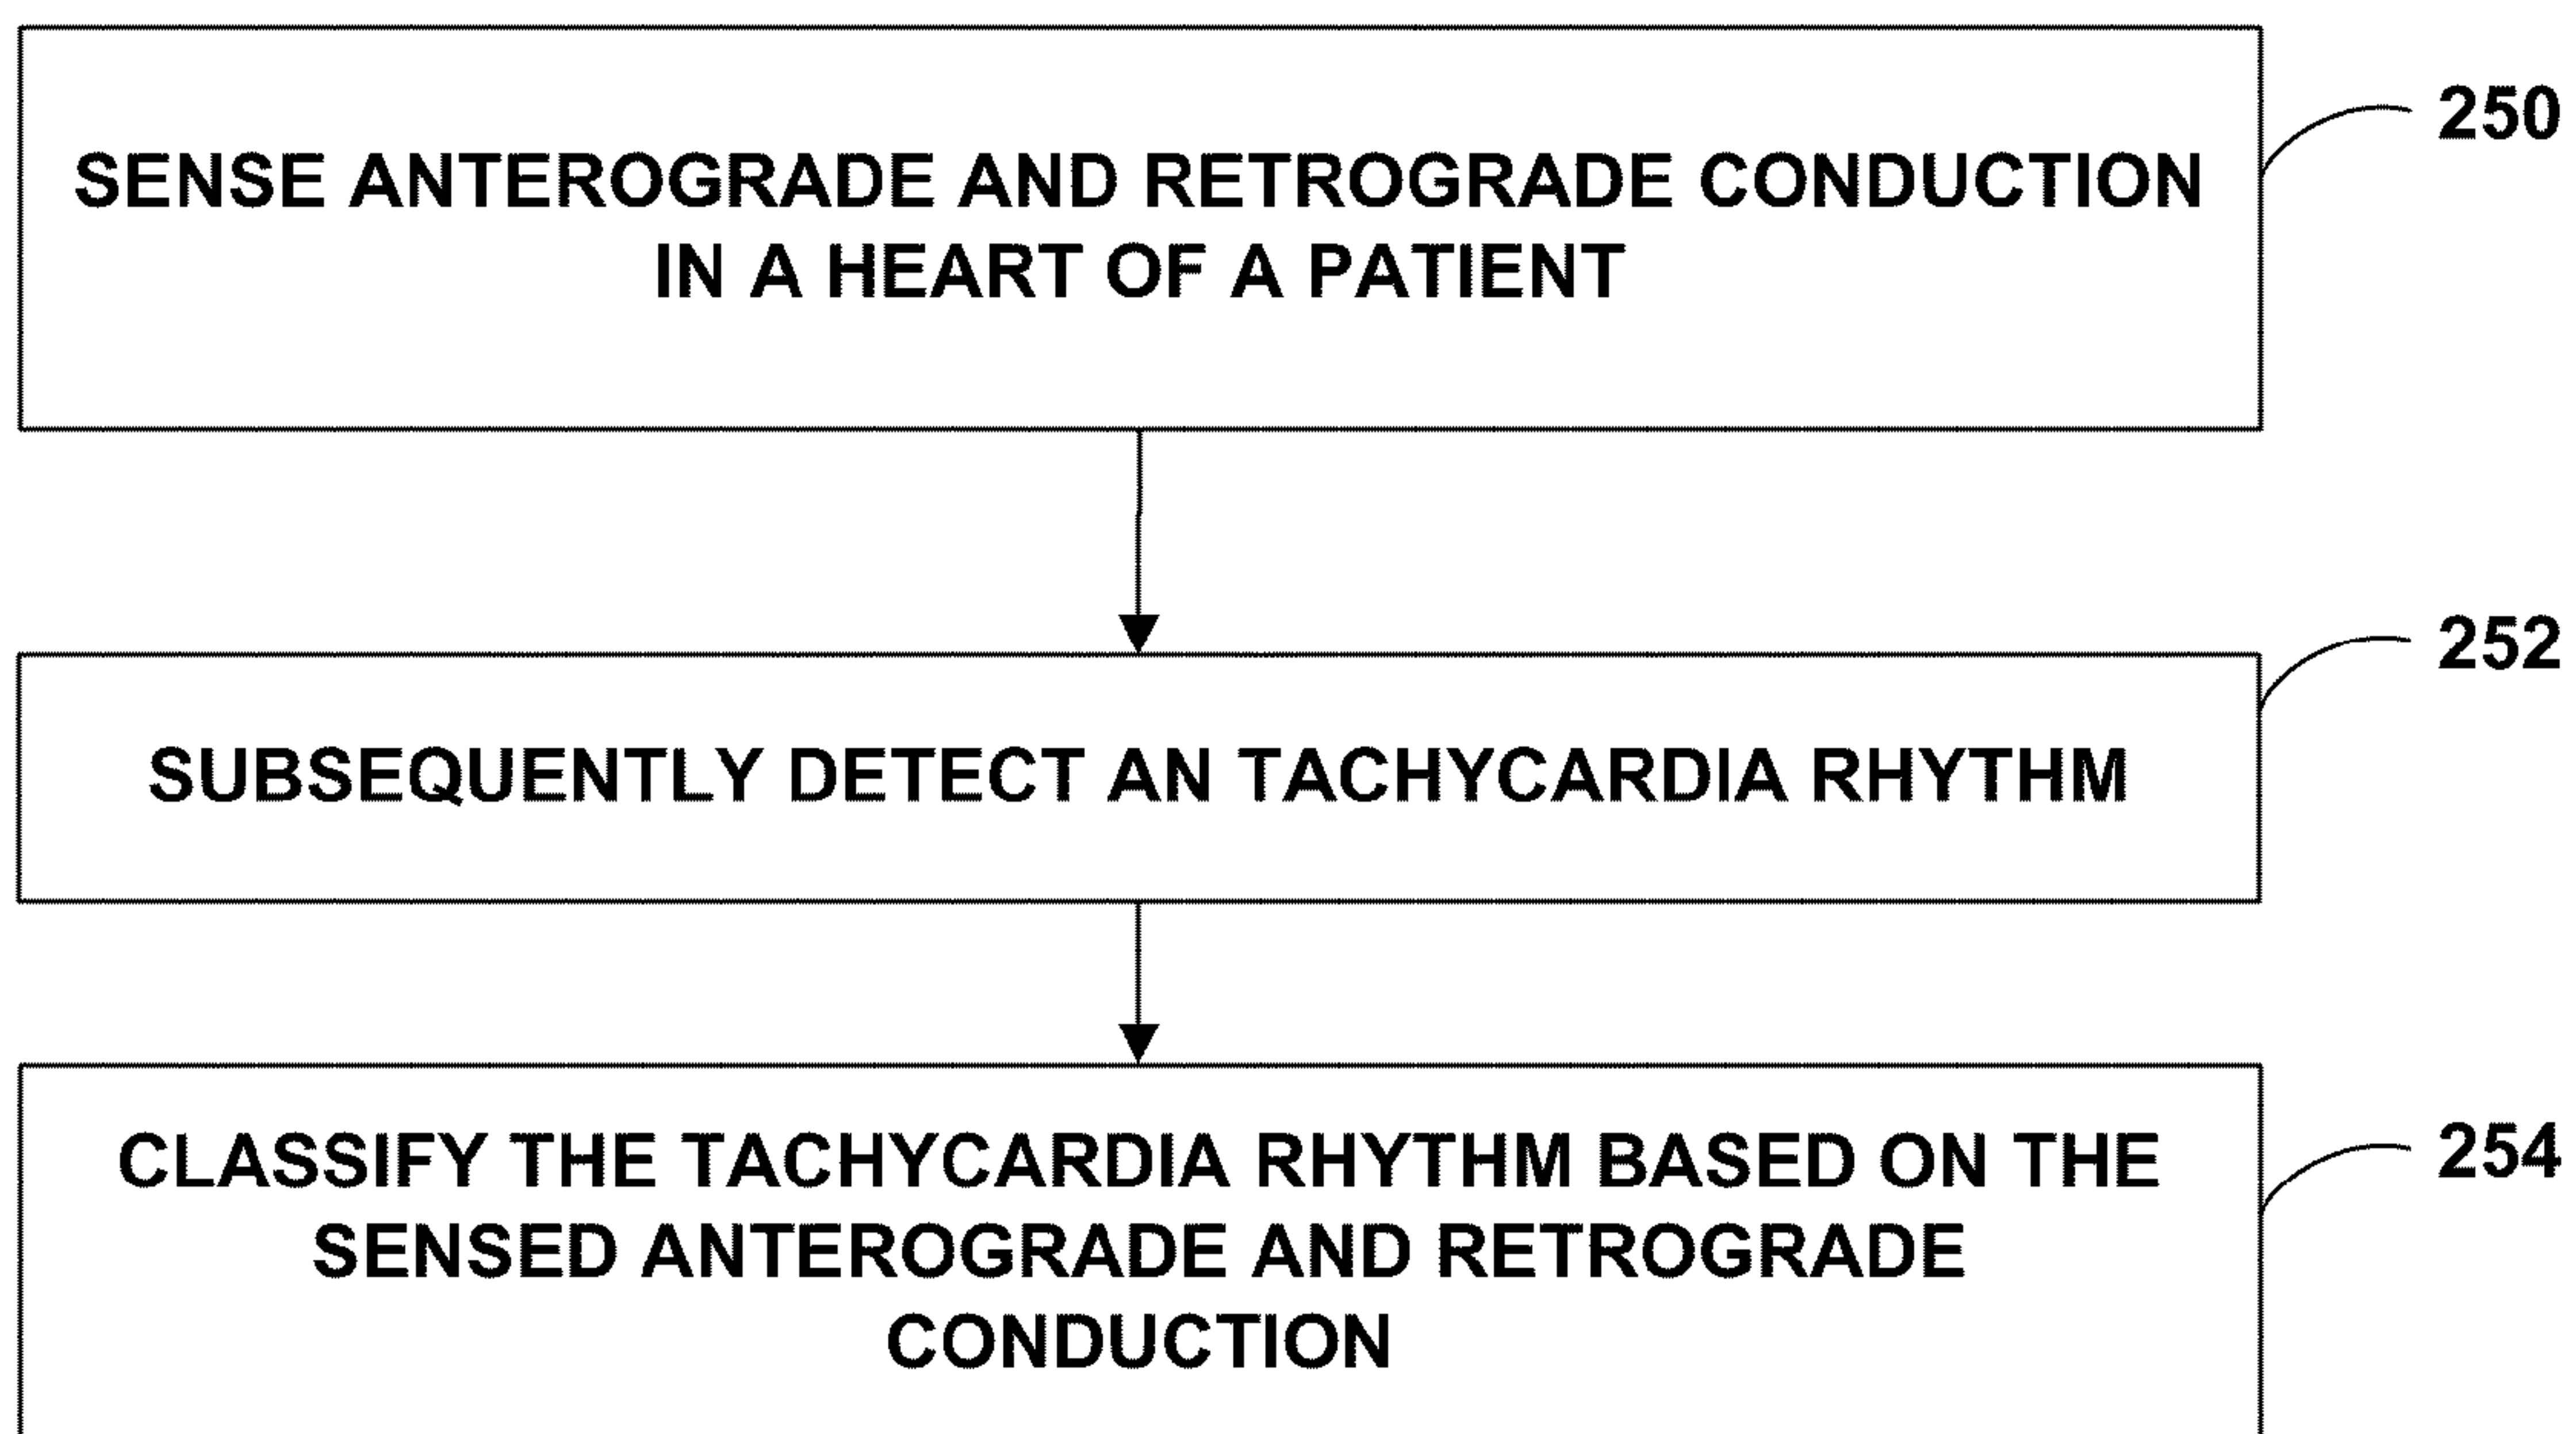 SENSE ANTEROGRADE AND RETROGRADE CONDUCTION
IN A HEART OF A PATIENT
250
SUBSEQUENTLY DETECT AN TACHYCARDIA RHYTHM
252
CLASSIFY THE TACHYCARDIA RHYTHM BASED ON THE
SENSED ANTEROGRADE AND RETROGRADE
CONDUCTION
254